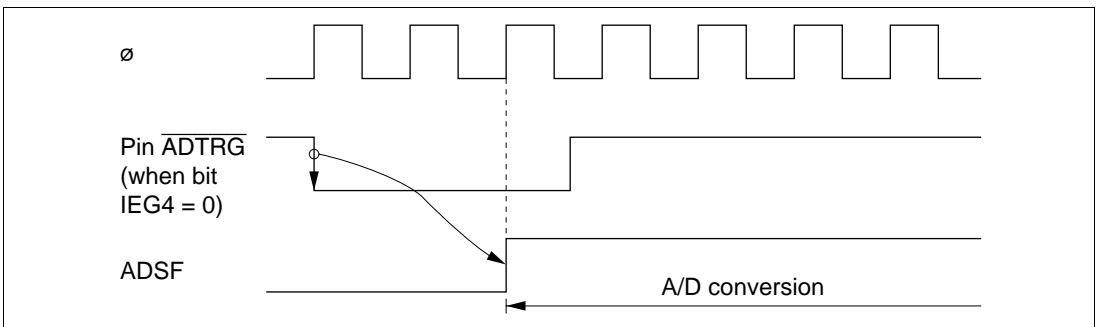 ø
Pin ADTRG
(when bit
IEG4 = 0)
ADSF
A/D conversion